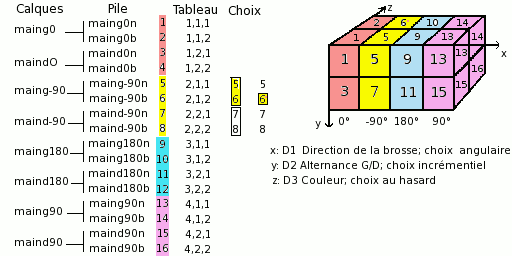 Calques Pile Tableau Choix
maing0 maing0n 1 1,1,1
maing0b 2 1,1,2
maindO maind0n 3 1,2,1
maind0b 4 1,2,2
maing-90 maing-90n 5 2,1,1 5 5
maing-90b 6 2,1,2 6 6
maind-90 maind-90n 7 2,2,1 7 7
maind-90b 8 2,2,2 8 8
maing180 maing180n 9 3,1,1
maing180b 10 3,1,2
maind180 maind180n 11 3,2,1
maind180b 12 3,2,2
maing90 maing90n 13 4,1,1
maing90b 14 4,1,2
maind90 maind90n 15 4,2,1
maind90b 16 4,2,2
z
2 6 10 14
1 5 9 13 14
x
1 5 9 13 13 16
3 7 11 15 15
y 0° -90° 180° 90°
x: D1 Direction de la brosse; choix angulaire
y: D2 Alternance G/D; choix incrémentiel
z: D3 Couleur; choix au hasard